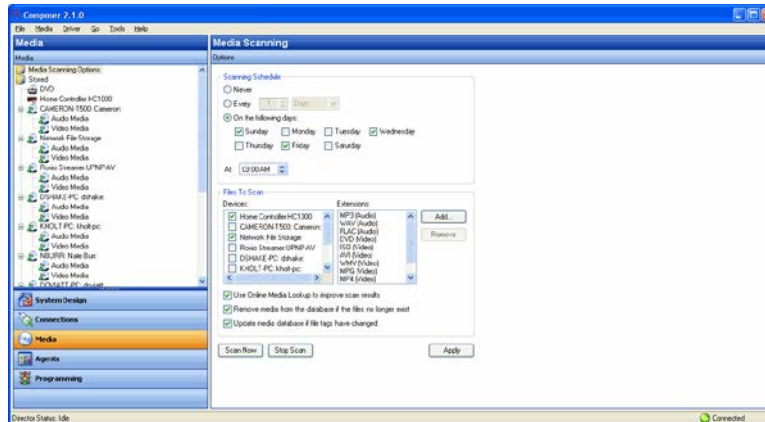 Composer 2.1.0
File Media Driver Go Tools Help
Media
Media
Media Scanning Options
Stored
DVD
Home Controller HC1000
CAMERON-T500: Cameron
Audio Media
Video Media
Network File Storage
Audio Media
Video Media
Roxio Streamer:UPNP-AV
Audio Media
Video Media
DSHAKE-PC: dshake:
Audio Media
Video Media
KHOLT-PC: kholt-pc:
Audio Media
Video Media
Audio Media
Video Media
System Design
Connections
Media
Agents
Programming
Director Status: Idle
Media Scanning
Options
Scanning Schedule
Never
Every 1 Days
On the following days:
Sunday Monday Tuesday Wednesday
Thursday Friday Saturday
At: 03:00 AM
Files To Scan
Devices:
Home Controller HC1000
CAMERON-T500: Cameron:
Network File Storage
Roxio Streamer:UPNP-AV
DSHAKE-PC: dshake:
KHOLT-PC: kholt-pc:
Extensions:
MP3 (Audio)
WAV (Audio)
FLAC (Audio)
DVD (Video)
ISO (Video)
AVI (Video)
WMV (Video)
MPG (Video)
MP4 (Video)
Add...
Remove
Use Online Media Lookup to improve scan results
Remove media from the database if the files no longer exist
Update media database if file tags have changed
Scan Now Stop Scan Apply
Connected